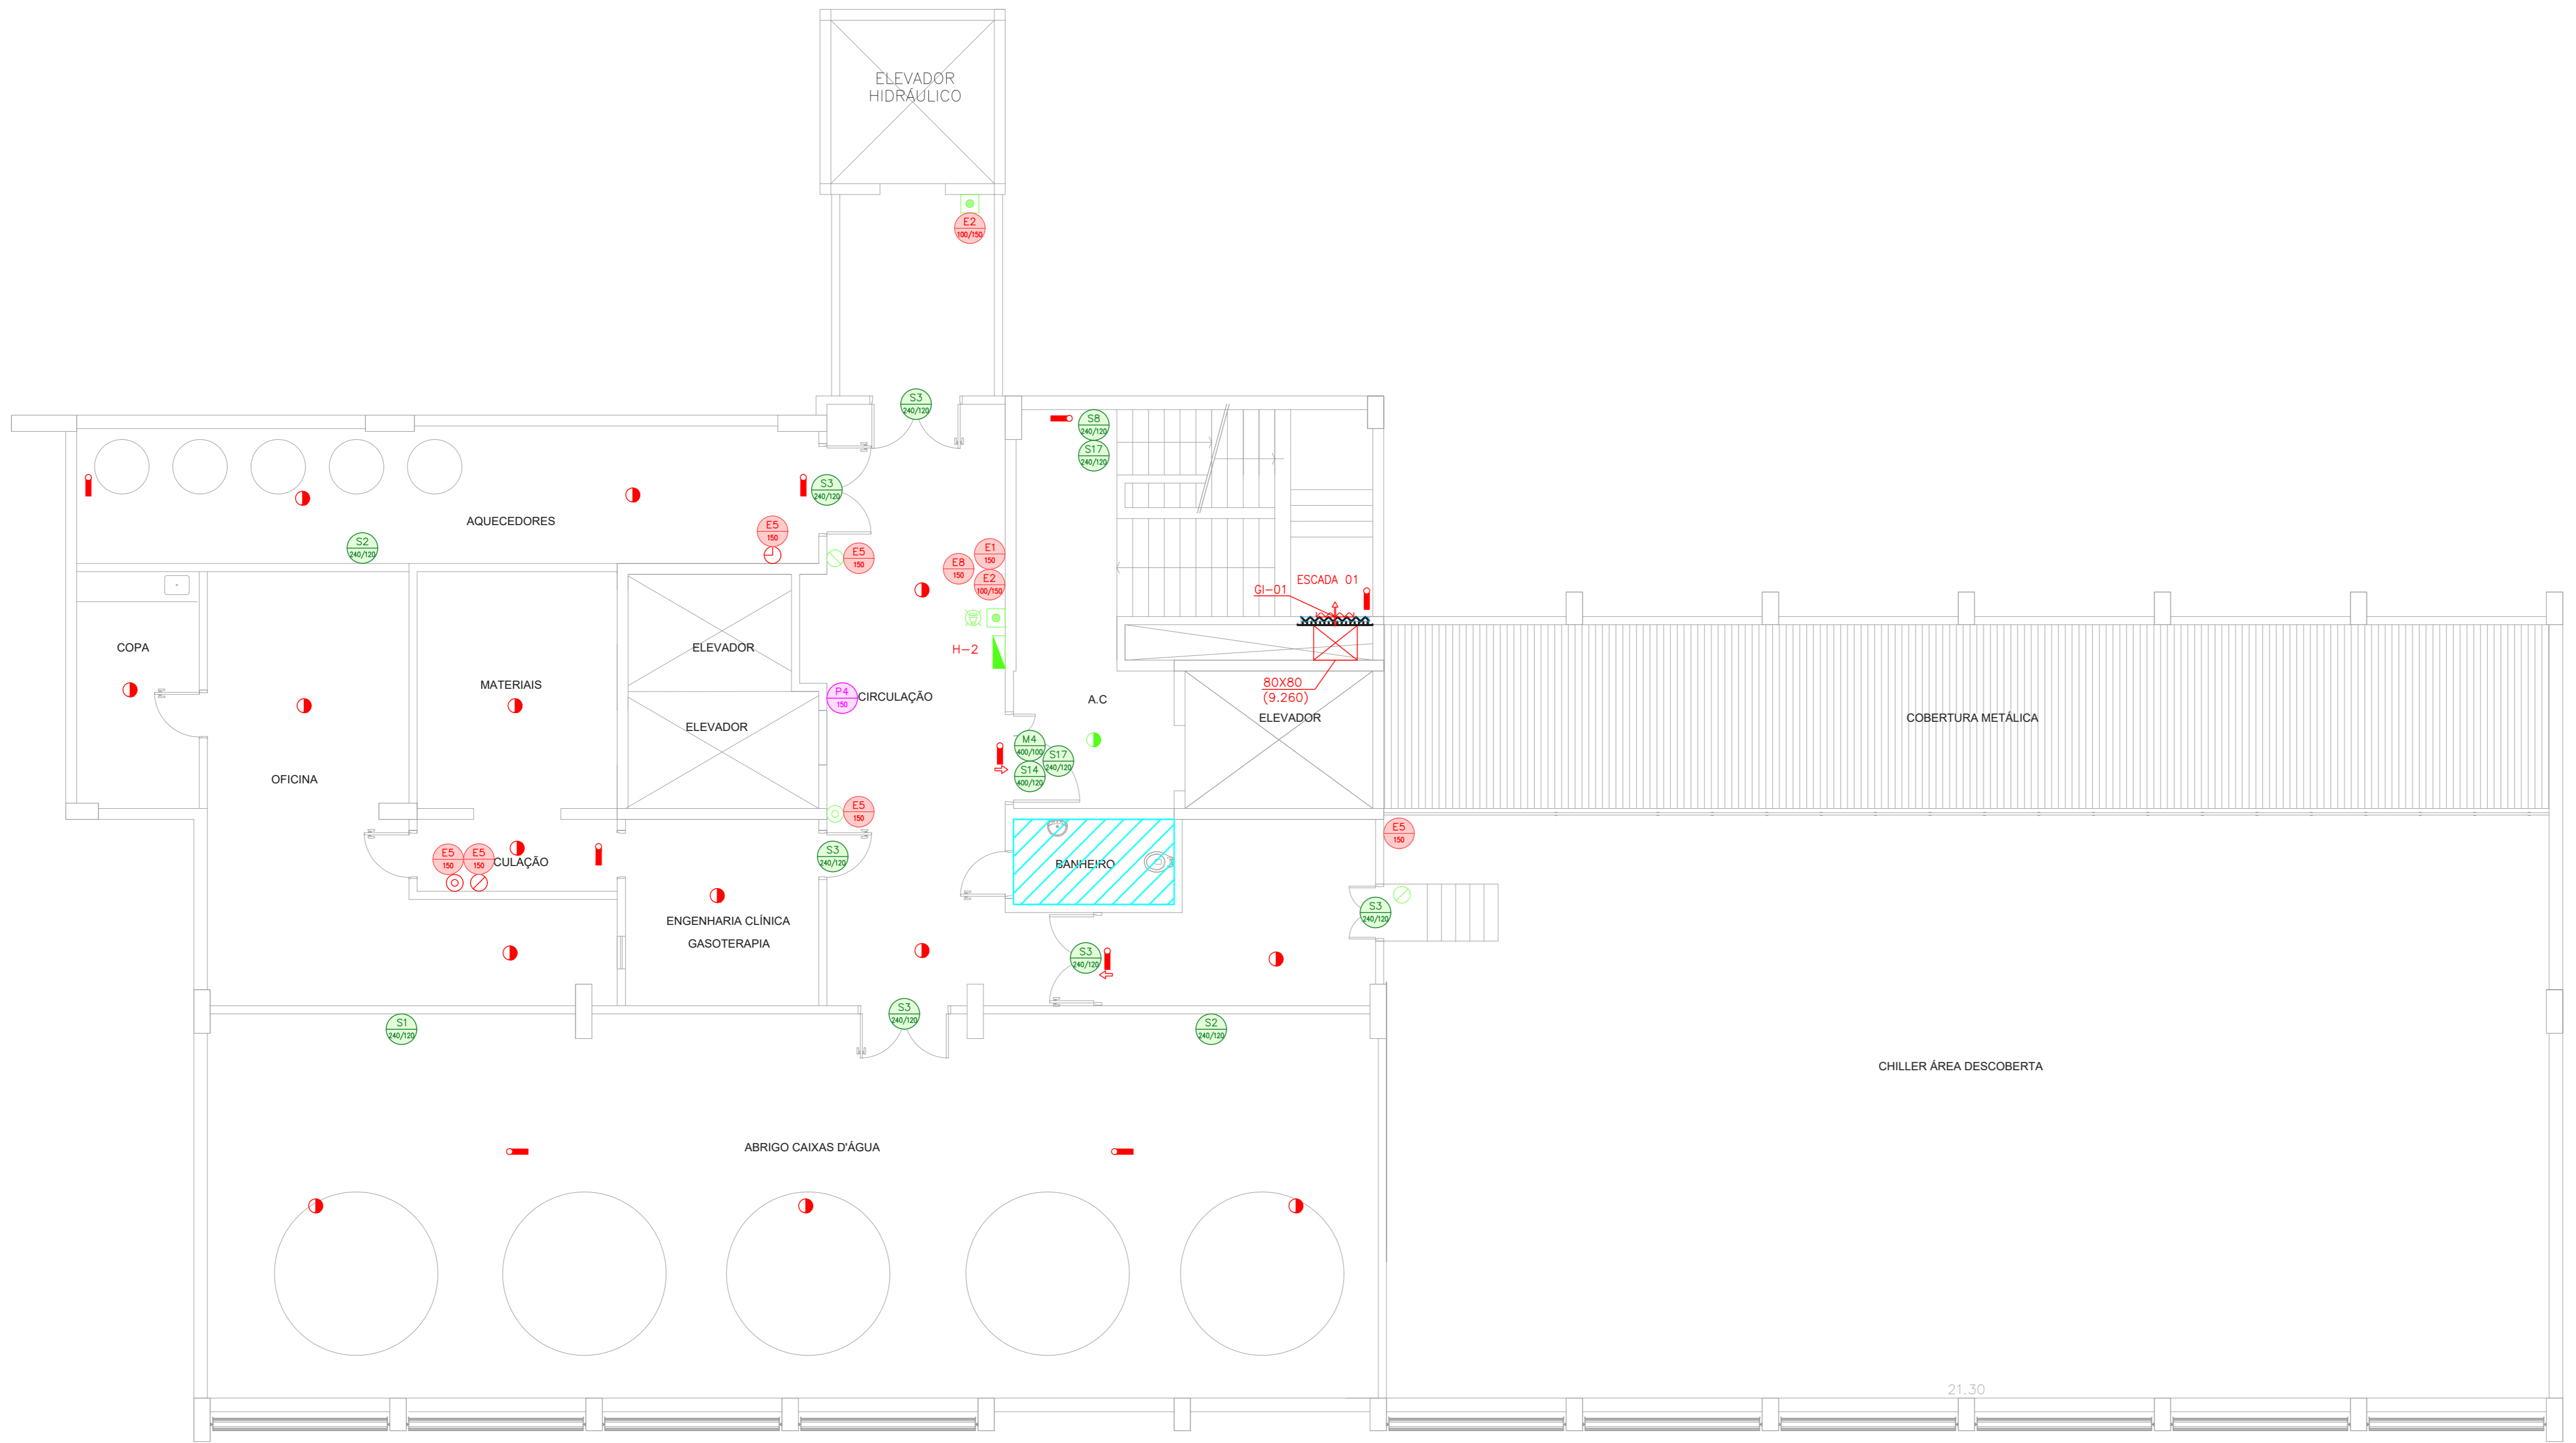 ELEVADOR
HIDRÁULICO
E2
100/150
S3
240/120
S8
240/120
S17
240/120
S3
240/120
AQUECEDORES
E5
150
S2
240/120
E5
150
E8
150
E1
150
E2
100/150
ESCADA 01
GI-01
COPA
ELEVADOR
H-2
MATERIAIS
P4
150
CIRCULAÇÃO
A.C
80X80
(9.260)
ELEVADOR
COBERTURA METÁLICA
ELEVADOR
M4
400/100
S17
240/120
S14
400/120
OFICINA
E5
150
E5
150
E5
150
E5
150
CULAÇÃO
S3
240/120
BANHEIRO
ENGENHARIA CLÍNICA
GASOTERAPIA
S3
240/120
S3
240/120
S1
240/120
S3
240/120
S2
240/120
CHILLER ÁREA DESCOBERTA
ABRIGO CAIXAS D'ÁGUA
21.30